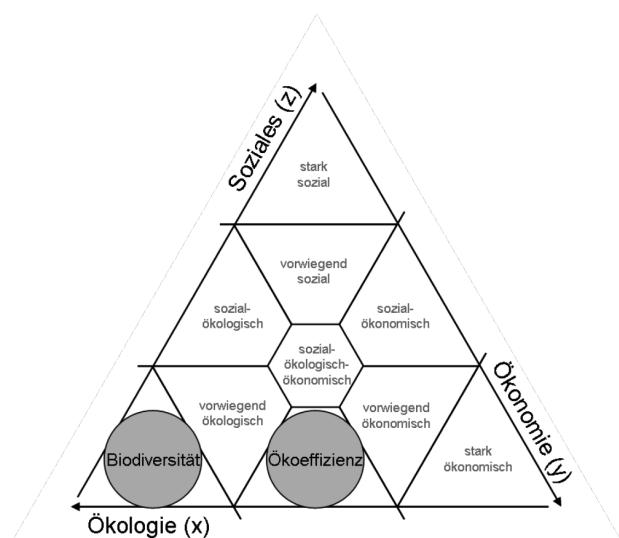 Soziales (z)
stark
sozial
vorwiegend
sozial
sozial-
ökologisch
sozial-
ökonomisch
sozial-
ökologisch-
ökonomisch
Ökonomie (y)
vorwiegend
ökologisch
vorwiegend
ökonomisch
stark
ökonomisch
Biodiversität
Ökoeffizienz
Ökologie (x)